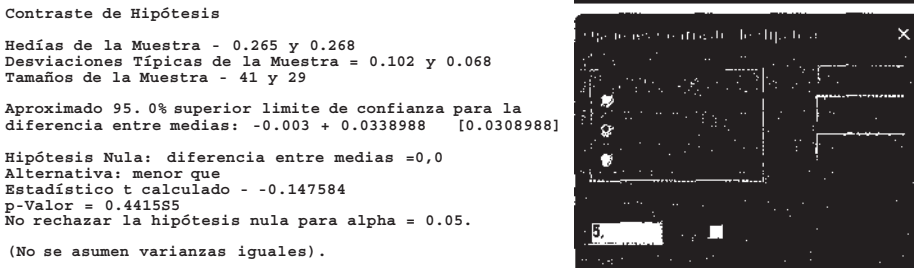 Contraste de Hipótesis
Hedías de la Muestra - 0.265 y 0.268
Desviaciones Típicas de la Muestra = 0.102 y 0.068
Tamaños de la Muestra - 41 y 29
Aproximado 95. 0% superior limite de confianza para la
diferencia entre medias: -0.003 + 0.0338988 [0.0308988]
Hipótesis Nula: diferencia entre medias =0,0
Alternativa: menor que
Estadístico t calculado - -0.147584
p-Valor = 0.4415S5
No rechazar la hipótesis nula para alpha = 0.05.
(No se asumen varianzas iguales).
5,